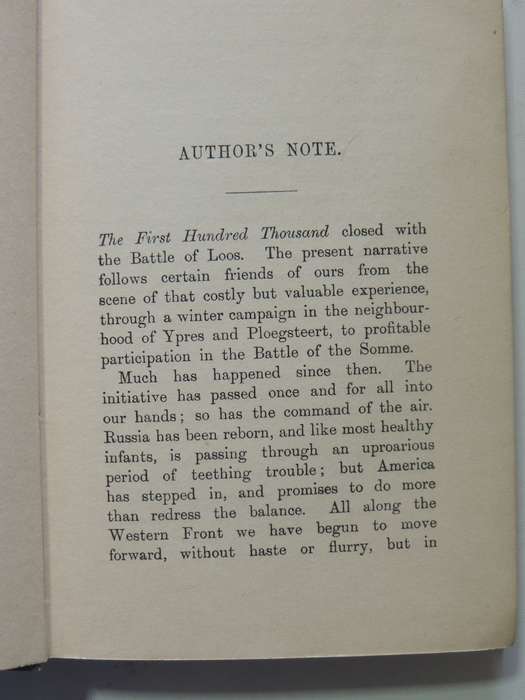 AUTHOR'S NOTE.
The First Hundred Thousand closed with
the Battle of Loos. The present narrative
follows certain friends of ours from the
scene of that costly but valuable experience,
through a winter campaign in the neighbour-
hood of Ypres and Ploegsteert, to profitable
participation in the Battle of the Somme.
Much has happened since then. The
initiative has passed once and for all into
our hands; so has the command of the air.
Russia has been reborn, and like most healthy
infants, is passing through an uproarious
period of teething trouble; but America
has stepped in, and promises to do more
than redress the balance. All along the
Western Front we have begun to move
forward, without haste or flurry, but in